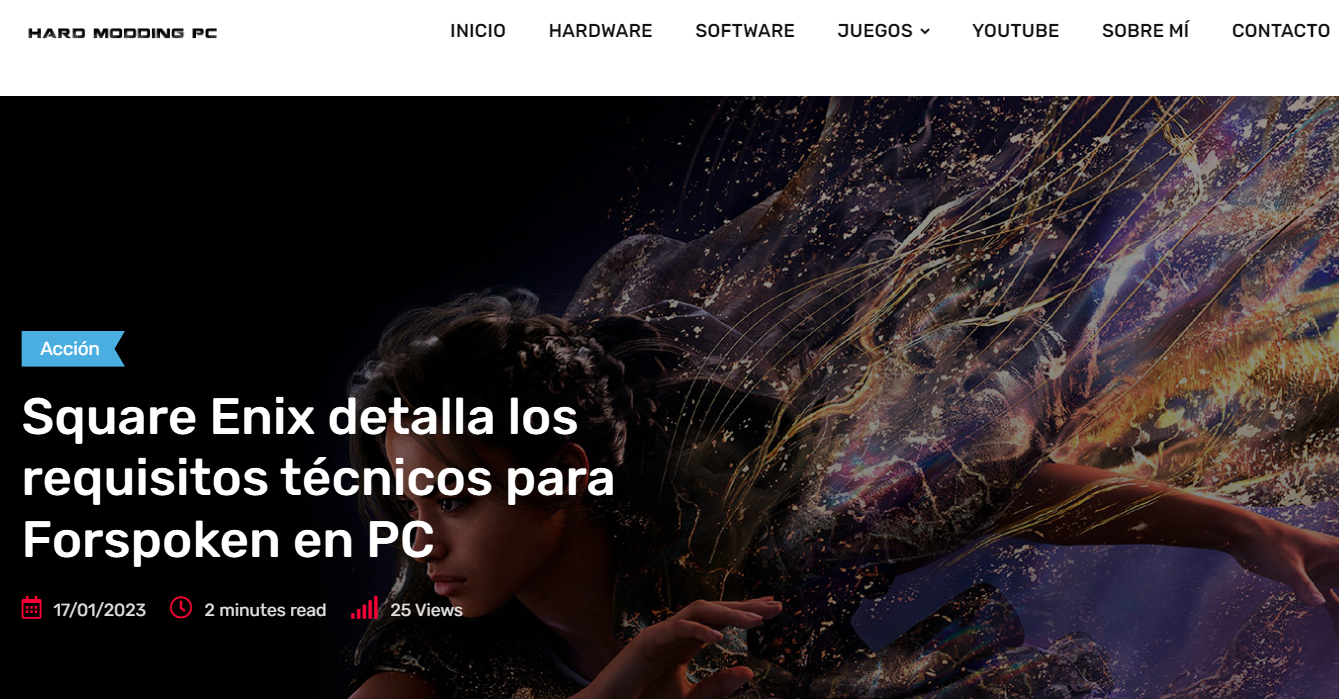 HARD MODDING PC
INICIO HARDWARE SOFTWARE JUEGOS YOUTUBE SOBRE MÍ CONTACTO
Acción
Square Enix detalla los
requisitos técnicos para
Forspoken en PC
17/01/2023 2 minutes read 25 Views